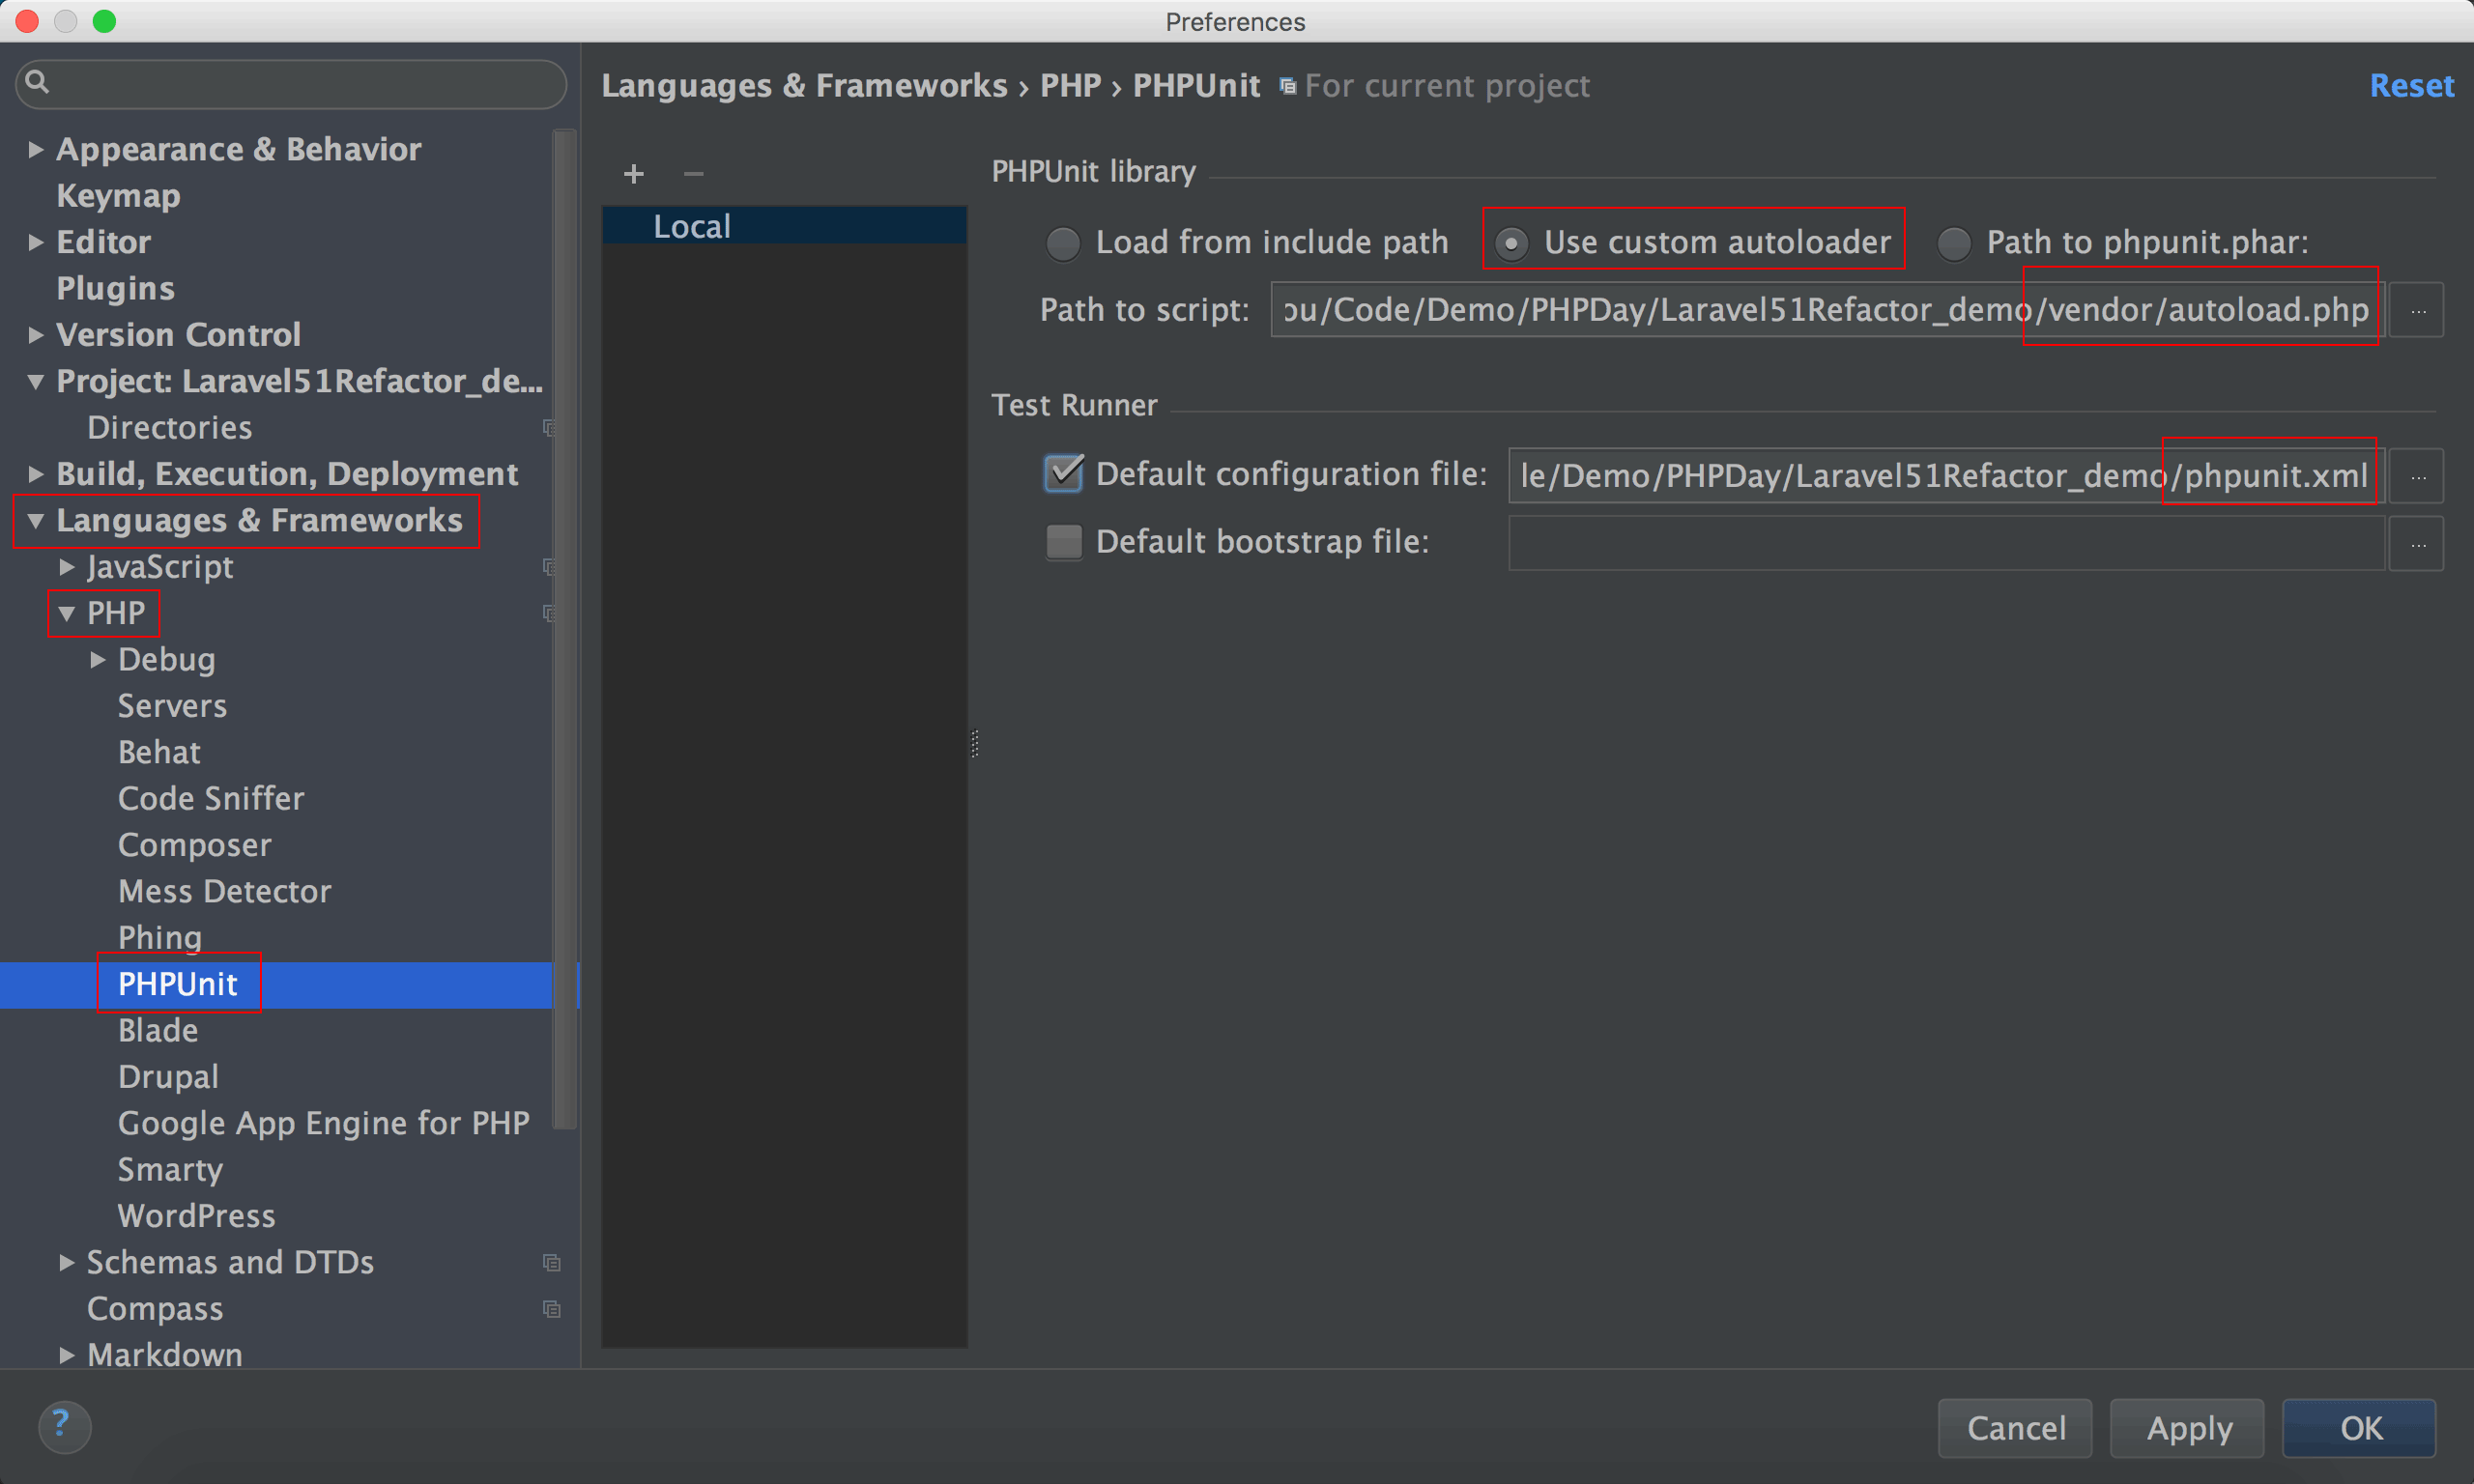 Preferences
Appearance & Behavior
Keymap
Editor
Plugins
Version Control
Project: Laravel51Refactor_de...
Directories
Build, Execution, Deployment
Languages & Frameworks
JavaScript
PHP
Debug
Servers
Behat
Code Sniffer
Composer
Mess Detector
Phing
PHPUnit
Blade
Drupal
Google App Engine for PHP
Smarty
WordPress
Schemas and DTDs
Compass
Markdown
Languages & Frameworks › PHP › PHPUnit For current project Reset
+ −
Local
PHPUnit library
Load from include path Use custom autoloader Path to phpunit.phar:
Path to script: ou/Code/Demo/PHPDay/Laravel51Refactor_demo/vendor/autoload.php ...
Test Runner
Default configuration file: le/Demo/PHPDay/Laravel51Refactor_demo/phpunit.xml ...
Default bootstrap file: ...
? Cancel Apply OK